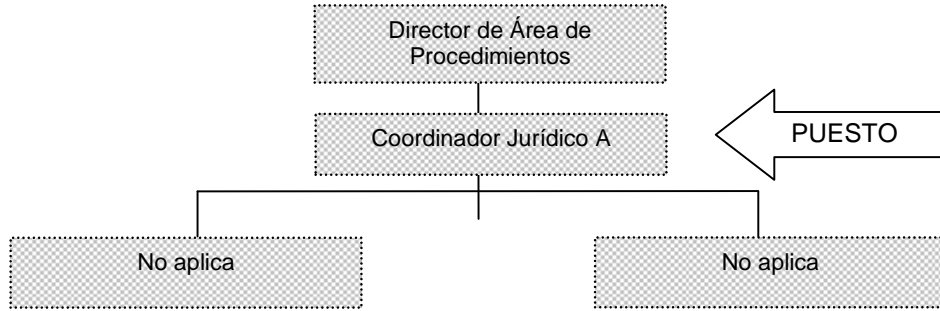 Director de Área de
Procedimientos
Coordinador Jurídico A
PUESTO
No aplica
No aplica